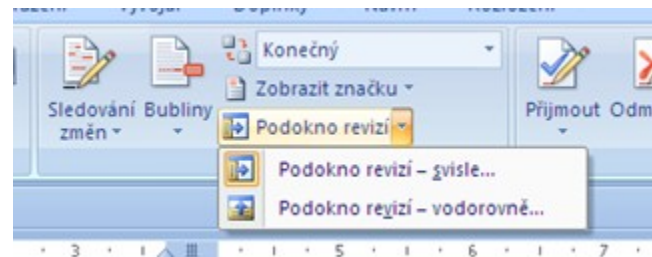 Konečný
Zobrazit značku
Sledování změn
Bubliny
Podokno revizí
Přijmout
Podokno revizí – svisle...
Podokno revizí – vodorovně...
3 5 6 7